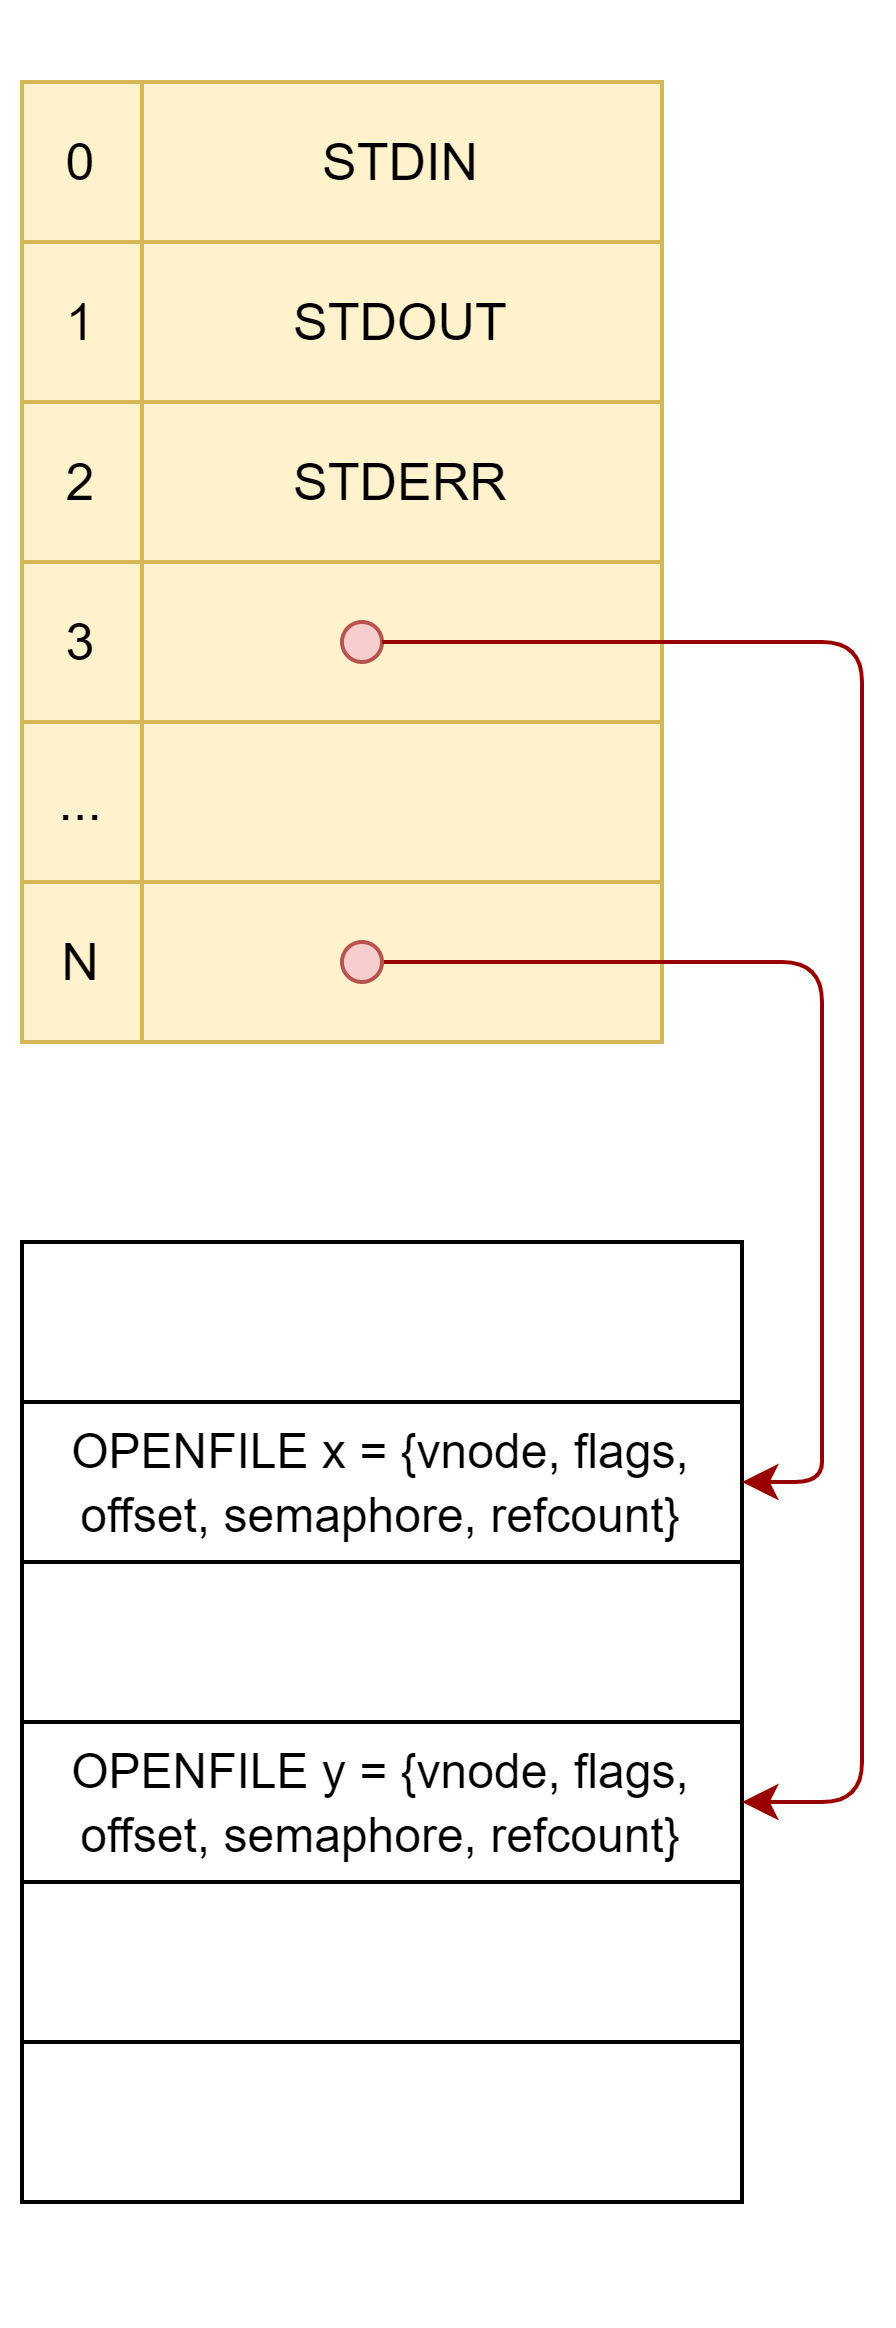 0 STDIN
1 STDOUT
2 STDERR
3
...
N
OPENFILE x = {vnode, flags,
offset, semaphore, refcount}
OPENFILE y = {vnode, flags,
offset, semaphore, refcount}